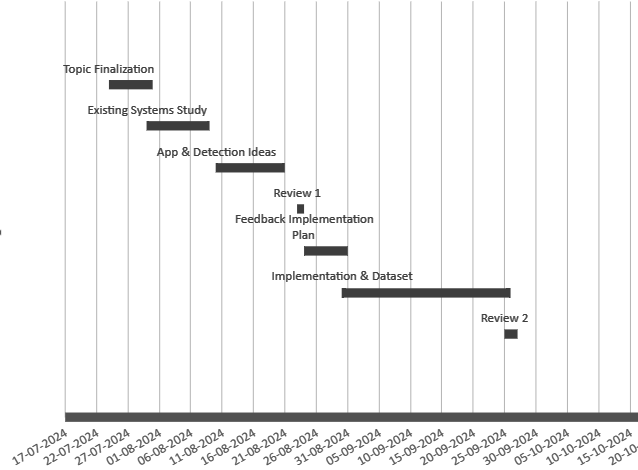 Topic Finalization
Existing Systems Study
App & Detection Ideas
Review 1
Feedback Implementation
Plan
Implementation & Dataset
Review 2
17-07-2024
22-07-2024
27-07-2024
01-08-2024
06-08-2024
11-08-2024
16-08-2024
21-08-2024
26-08-2024
31-08-2024
05-09-2024
10-09-2024
15-09-2024
20-09-2024
25-09-2024
30-09-2024
05-10-2024
10-10-2024
15-10-2024
20-10-